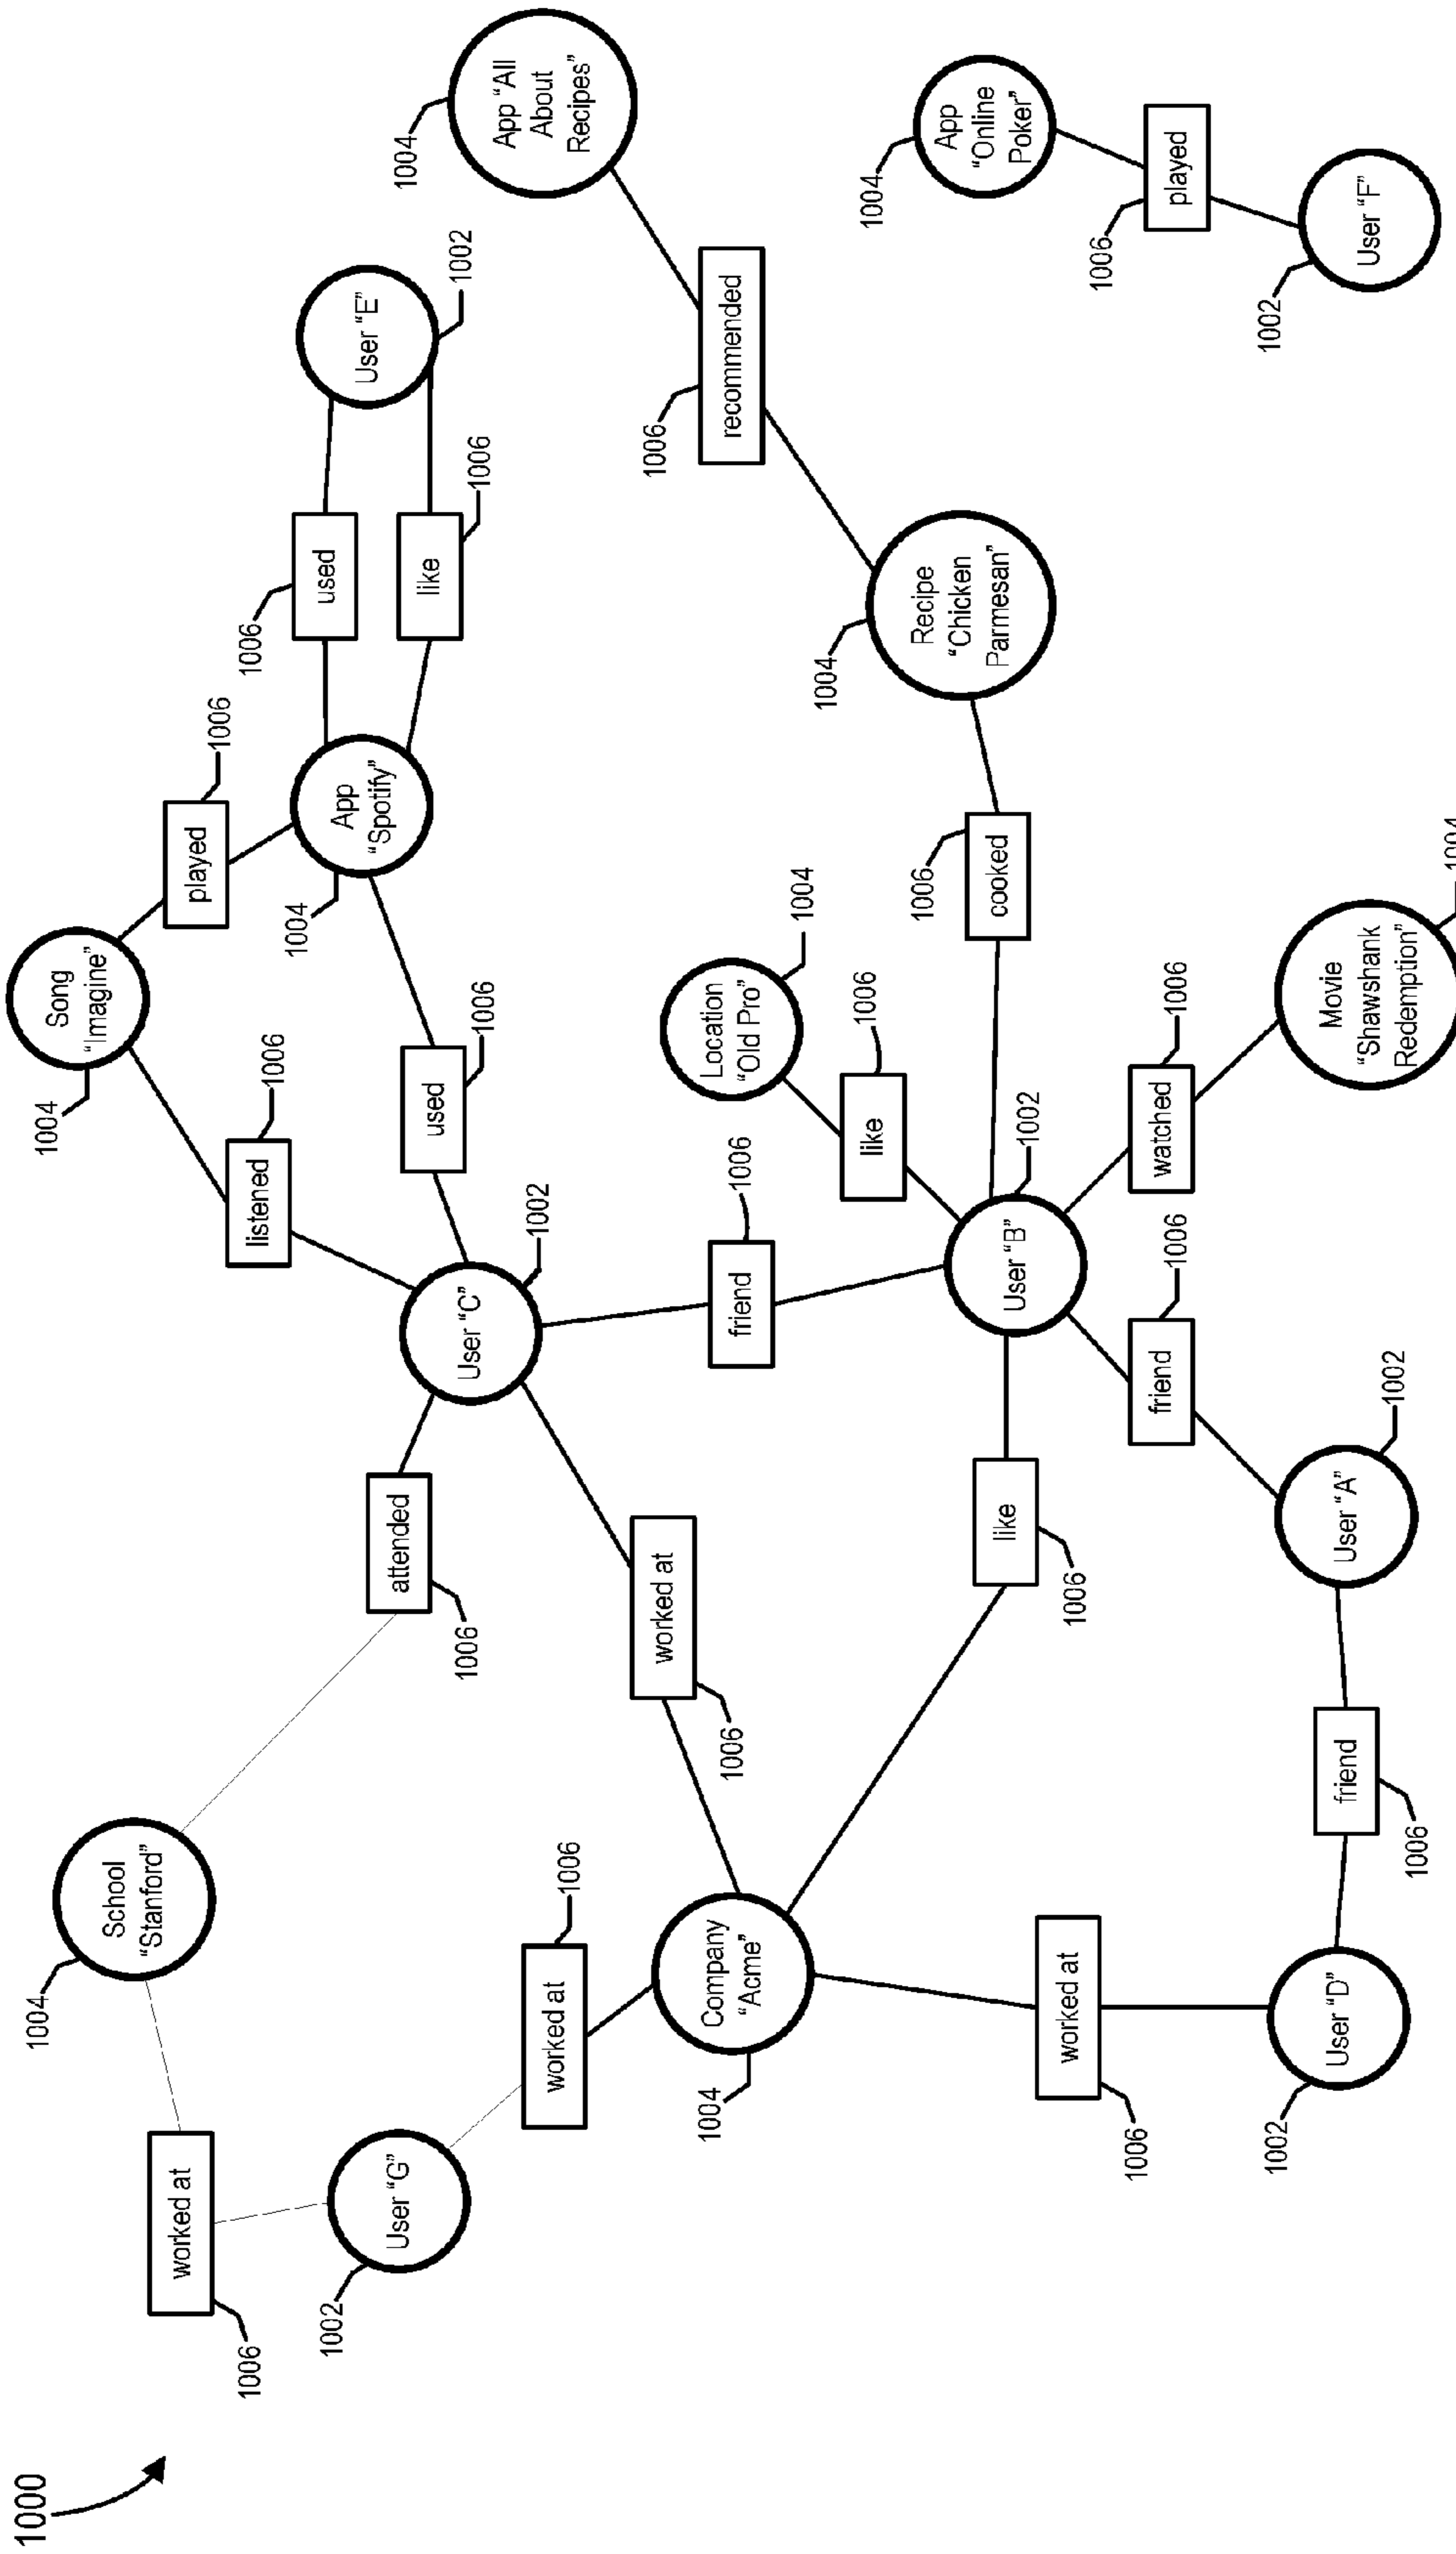 1000
1004
1004
Song
“Imagine”
School
“Stanford”
worked at
played
1006
1006
1006
listened
1006
1004
used
1006
User “E”
1002
App
“Spotify”
1004
1002
User “G”
attended
1006
like
1006
used
1006
User “C”
1002
1004
App “All
About
Recipes”
worked at
1006
worked at
1006
1006
recommended
Company
“Acme”
1004
friend
1006
Location
“Old Pro”
1004
like
1006
1004
Recipe
“Chicken
Parmesan”
1006
cooked
1004
App
“Online
Poker”
like
1006
User “B”
1002
worked at
1006
friend
1006
watched
1006
1006
played
1002
User “D”
1002
friend
1006
User “A”
1002
Movie
“Shawshank
Redemption”
1002
User “F”